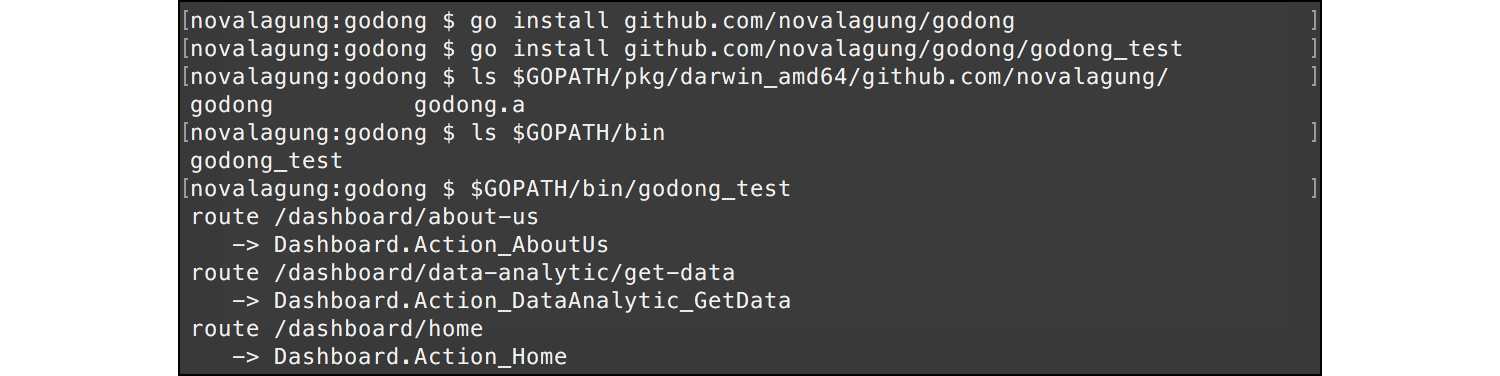 [novalagung:godong $ go install github.com/novalagung/godong ]
[novalagung:godong $ go install github.com/novalagung/godong/godong_test ]
[novalagung:godong $ ls $GOPATH/pkg/darwin_amd64/github.com/novalagung/ ]
godong godong.a
[novalagung:godong $ ls $GOPATH/bin ]
godong_test
[novalagung:godong $ $GOPATH/bin/godong_test ]
route /dashboard/about-us
-> Dashboard.Action_AboutUs
route /dashboard/data-analytic/get-data
-> Dashboard.Action_DataAnalytic_GetData
route /dashboard/home
-> Dashboard.Action_Home